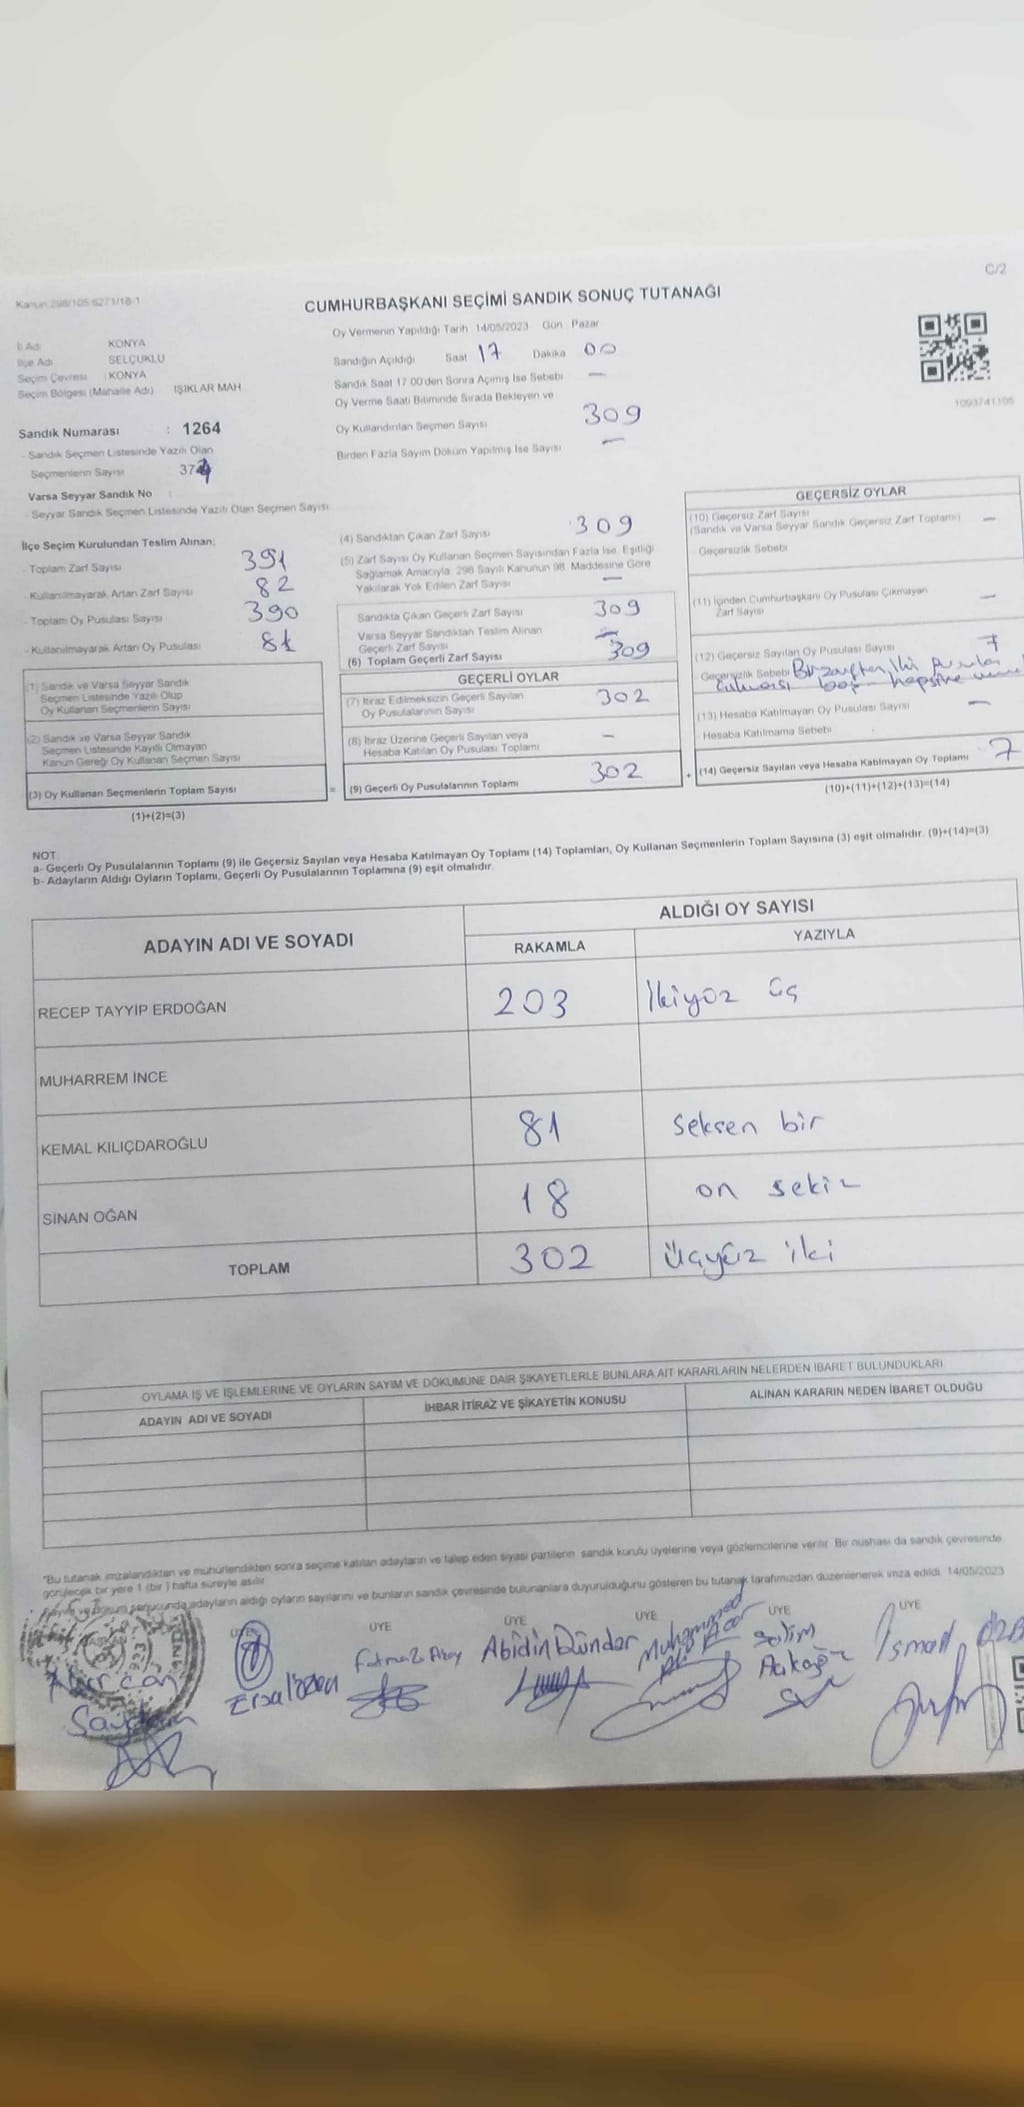 C/2
Kanun:298/105 6271/18-1
CUMHURBAŞKANI SEÇİMİ SANDIK SONUÇ TUTANAĞI
İl Adı : KONYA
İlçe Adı : SELÇUKLU
Seçim Çevresi : KONYA
Seçim Bölgesi (Mahalle Adı) IŞIKLAR MAH
Sandık Numarası : 1264
- Sandık Seçmen Listesinde Yazılı Olan
Seçmenlerin Sayısı
Varsa Seyyar Sandık No :
- Seyyar Sandık Seçmen Listesinde Yazılı Olan Seçmen Sayısı
Oy Vermenin Yapıldığı Tarih 14/05/2023 Gün Pazar
Sandığın Açıldığı Saat 17 Dakika 00
Sandık Saat 17:00'den Sonra Açımış İse Sebebi —
Oy Verme Saati Bitiminde Sırada Bekleyen ve
Oy Kullandırılan Seçmen Sayısı 309
Birden Fazla Sayım Döküm Yapılmış İse Sayısı —
1093741105
İlçe Seçim Kurulundan Teslim Alınan;
- Toplam Zarf Sayısı 391
- Kullanılmayarak Artan Zarf Sayısı 82
- Toplam Oy Pusulası Sayısı 390
- Kullanılmayarak Artan Oy Pusulası 81
(1) Sandık ve Varsa Seyyar Sandık
Seçmen Listesinde Yazılı Olup
Oy Kullanan Seçmenlerin Sayısı
(2) Sandık ve Varsa Seyyar Sandık
Seçmen Listesinde Kayıtlı Olmayan
Kanun Gereği Oy Kullanan Seçmen Sayısı
(3) Oy Kullanan Seçmenlerin Toplam Sayısı
(1)+(2)=(3)
=
(4) Sandıktan Çıkan Zarf Sayısı 309
(5) Zarf Sayısı Oy Kullanan Seçmen Sayısından Fazla İse, Eşitliği
Sağlamak Amacıyla, 298 Sayılı Kanunun 98. Maddesine Göre
Yakılarak Yok Edilen Zarf Sayısı —
Sandıkta Çıkan Geçerli Zarf Sayısı 309
Varsa Seyyar Sandıktan Teslim Alınan
Geçerli Zarf Sayısı —
(6) Toplam Geçerli Zarf Sayısı 309
GEÇERLİ OYLAR
(7) İtiraz Edilmeksizin Geçerli Sayılan
Oy Pusulalarının Sayısı 302
(8) İtiraz Üzerine Geçerli Sayılan veya
Hesaba Katılan Oy Pusulası Toplamı —
(9) Geçerli Oy Pusulalarının Toplamı 302
+
GEÇERSİZ OYLAR
(10) Geçersiz Zarf Sayısı
(Sandık ve Varsa Seyyar Sandık Geçersiz Zarf Toplamı) —
Geçersizlik Sebebi
(11) İçinden Cumhurbaşkanı Oy Pusulası Çıkmayan
Zarf Sayısı —
(12) Geçersiz Sayılan Oy Pusulası Sayısı 7
Geçersizlik Sebebi Bir zarftan iki pusula
boş hepsine
(13) Hesaba Katılmayan Oy Pusulası Sayısı —
- Hesaba Katılmama Sebebi
(14) Geçersiz Sayılan veya Hesaba Katılmayan Oy Toplamı 7
(10)+(11)+(12)+(13)=(14)
NOT:
a- Geçerli Oy Pusulalarının Toplamı (9) ile Geçersiz Sayılan veya Hesaba Katılmayan Oy Toplamı (14) Toplamları, Oy Kullanan Seçmenlerin Toplam Sayısına (3) eşit olmalıdır. (9)+(14)=(3)
b- Adayların Aldığı Oyların Toplamı, Geçerli Oy Pusulalarının Toplamına (9) eşit olmalıdır.
ADAYIN ADI VE SOYADI ALDIĞI OY SAYISI
RAKAMLA YAZIYLA
RECEP TAYYİP ERDOĞAN 203 İkiyüz üç
MUHARREM İNCE
KEMAL KILIÇDAROĞLU 81 seksen bir
SİNAN OĞAN 18 on sekiz
TOPLAM 302 üçyüz iki
OYLAMA İŞ VE İŞLEMLERİNE VE OYLARIN SAYIM VE DÖKÜMÜNE DAİR ŞİKAYETLERLE BUNLARA AİT KARARLARIN NELERDEN İBARET BULUNDUKLARI
ADAYIN ADI VE SOYADI İHBAR İTİRAZ VE ŞİKAYETİN KONUSU ALINAN KARARIN NEDEN İBARET OLDUĞU
"Bu tutanak imzalandıktan ve mühürlendikten sonra seçime katılan adayların ve talep eden siyasi partilerin sandık kurulu üyelerine veya gözlemcilerine verilir. Bir nüshası da sandık çevresinde
görülecek bir yere 1 (bir ) hafta süreyle asılır.
Sayım ve döküm sonucunda adayların aldığı oyların sayılarını ve bunların sandık çevresinde bulunanlara duyurulduğunu gösteren bu tutanak tarafımızdan düzenlenerek imza edildi. 14/05/2023
ÜYE ÜYE ÜYE ÜYE ÜYE ÜYE
Abidin Dündar Muhammed Ali Acar Selim İsmail